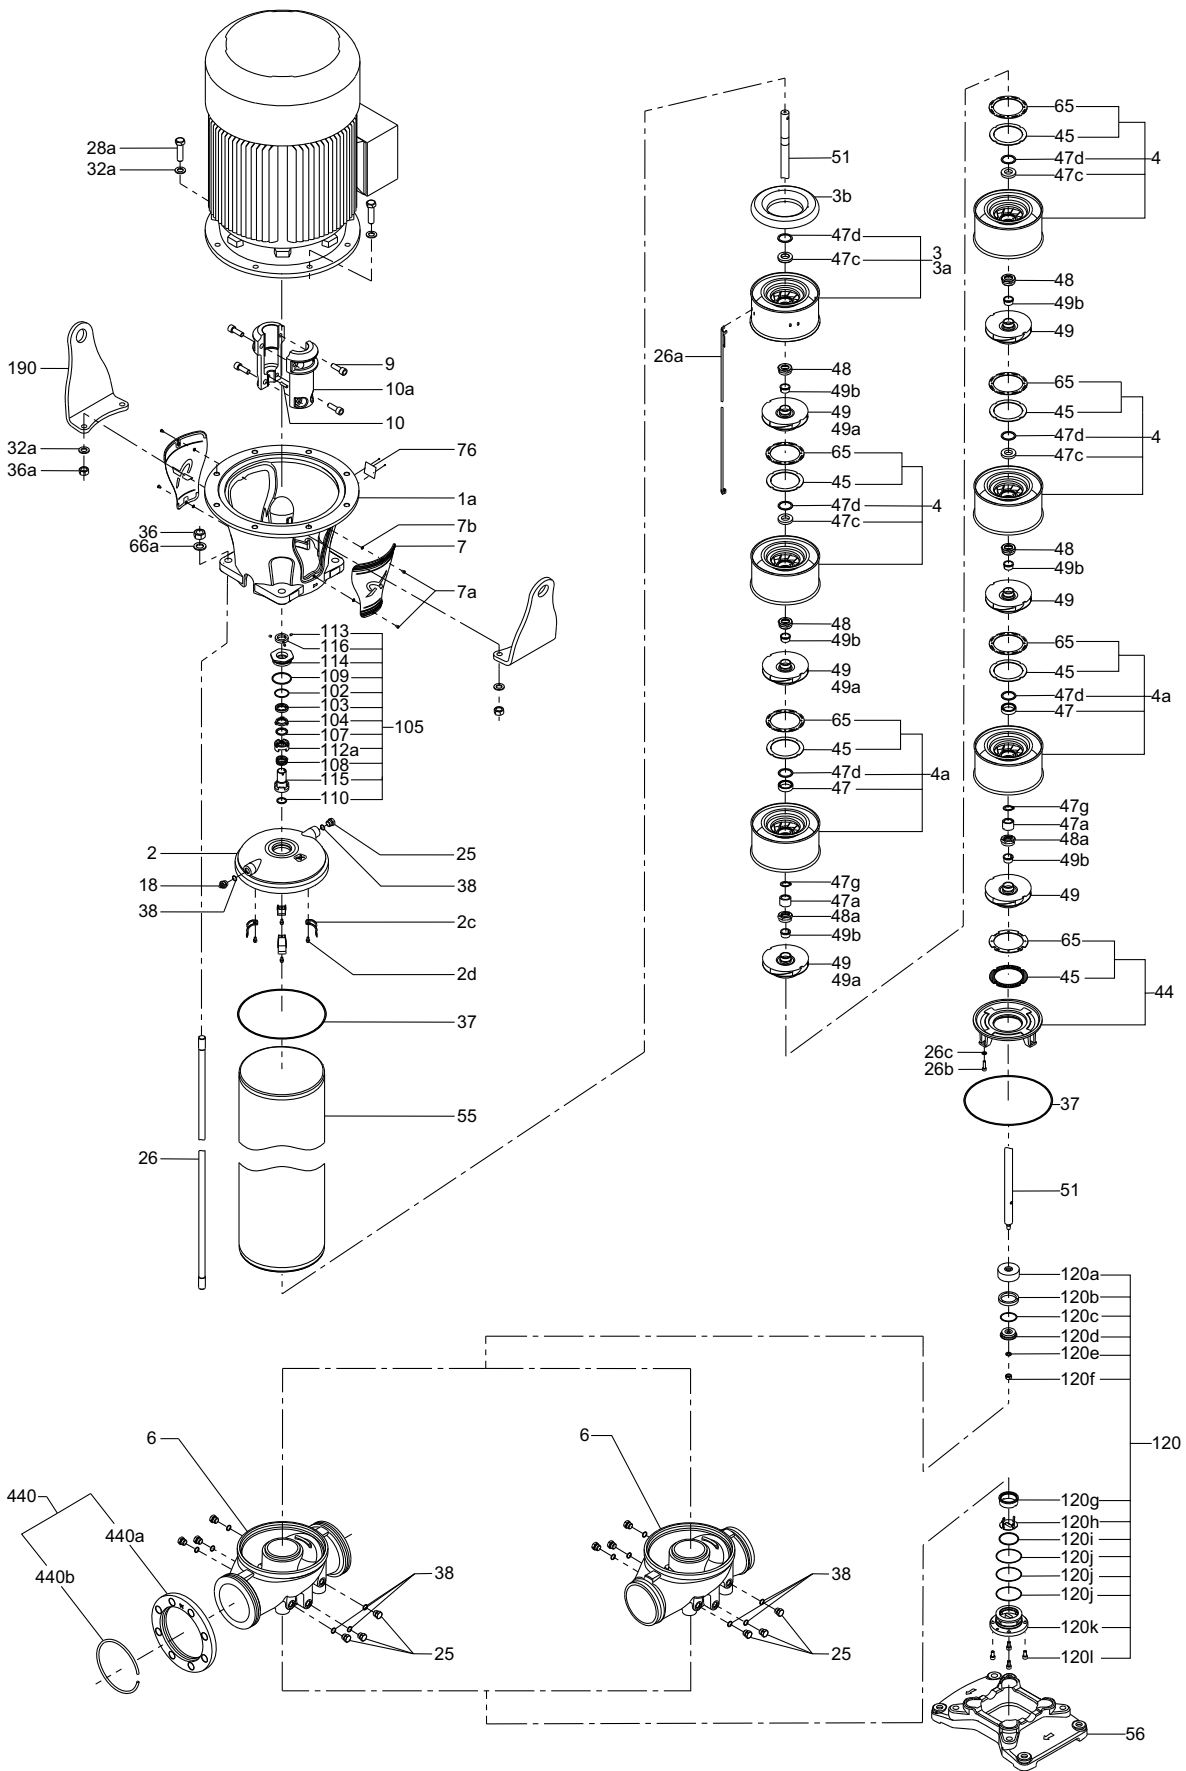 28a
32a
190
32a
36a
9
10a
10
76
1a
36
66a
7b
7
7a
113
116
114
109
102
103
104
107
112a
108
115
110
105
2
18
38
25
38
2c
2d
37
55
26
51
3b
47d
47c
3
3a
26a
48
49b
49
49a
65
45
47d
47c
4
48
49b
49
49a
65
45
47d
47
4a
47g
47a
48a
49b
49
49a
65
45
47d
47c
4
48
49b
49
65
45
47d
47c
4
48
49b
49
65
45
47d
47
4a
47g
47a
48a
49b
49
65
45
44
26c
26b
37
51
120a
120b
120c
120d
120e
120f
120
120g
120h
120i
120j
120j
120j
120k
120l
56
6
440
440a
440b
38
25
6
38
25